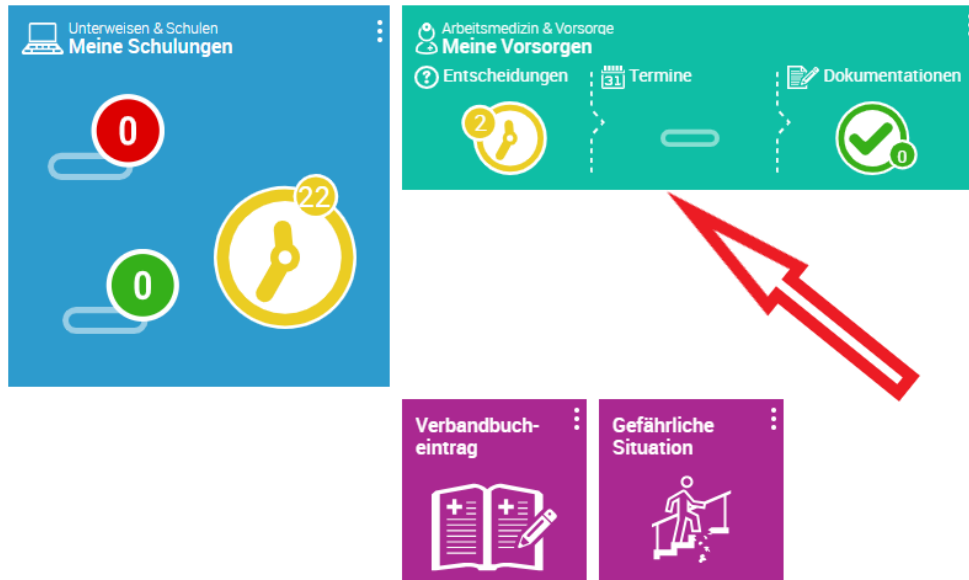 Unterweisen & Schulen
Meine Schulungen
0
22
0
Arbeitsmedizin & Vorsorge
Meine Vorsorgen
Entscheidungen
31 Termine
Dokumentationen
2
0
Verbandbuch-
eintrag
Gefährliche
Situation